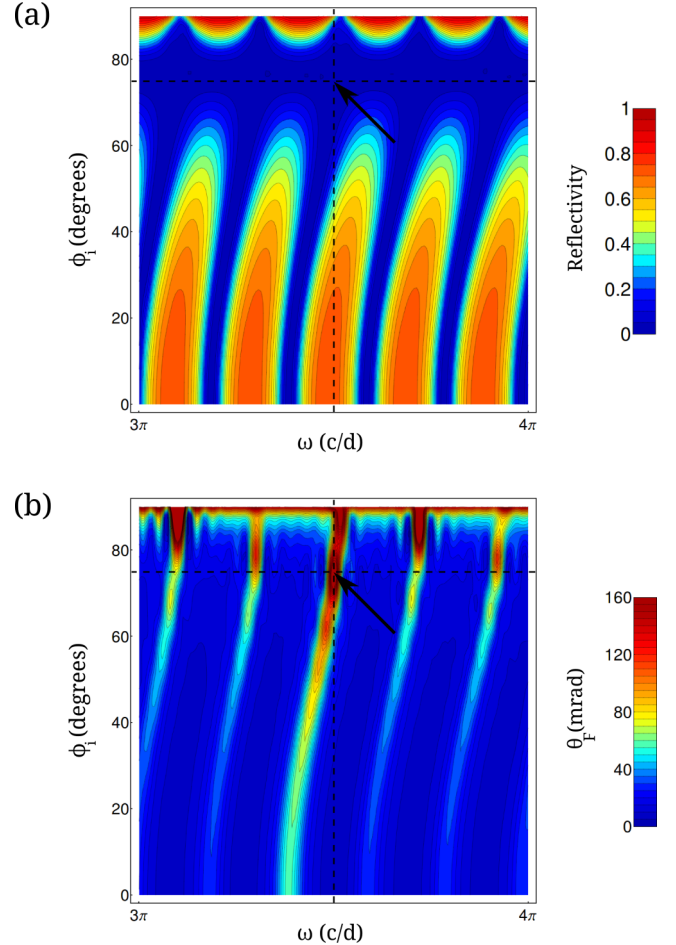 (a)
80
60
40
20
0
ϕi (degrees)
3π
4π
ω (c/d)
1
0.8
0.6
0.4
0.2
0
Reflectivity
(b)
80
60
40
20
0
ϕi (degrees)
3π
4π
ω (c/d)
160
120
80
40
0
θF(mrad)